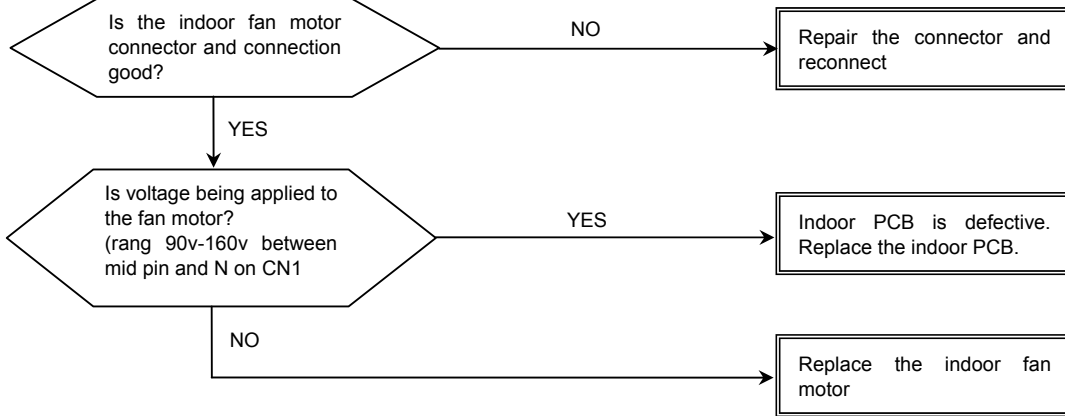 Is the indoor fan motor
connector and connection
good?
NO
Repair the connector and
reconnect
YES
Is voltage being applied to
the fan motor?
(rang 90v-160v between
mid pin and N on CN1
YES
Indoor PCB is defective.
Replace the indoor PCB.
NO
Replace the indoor fan
motor